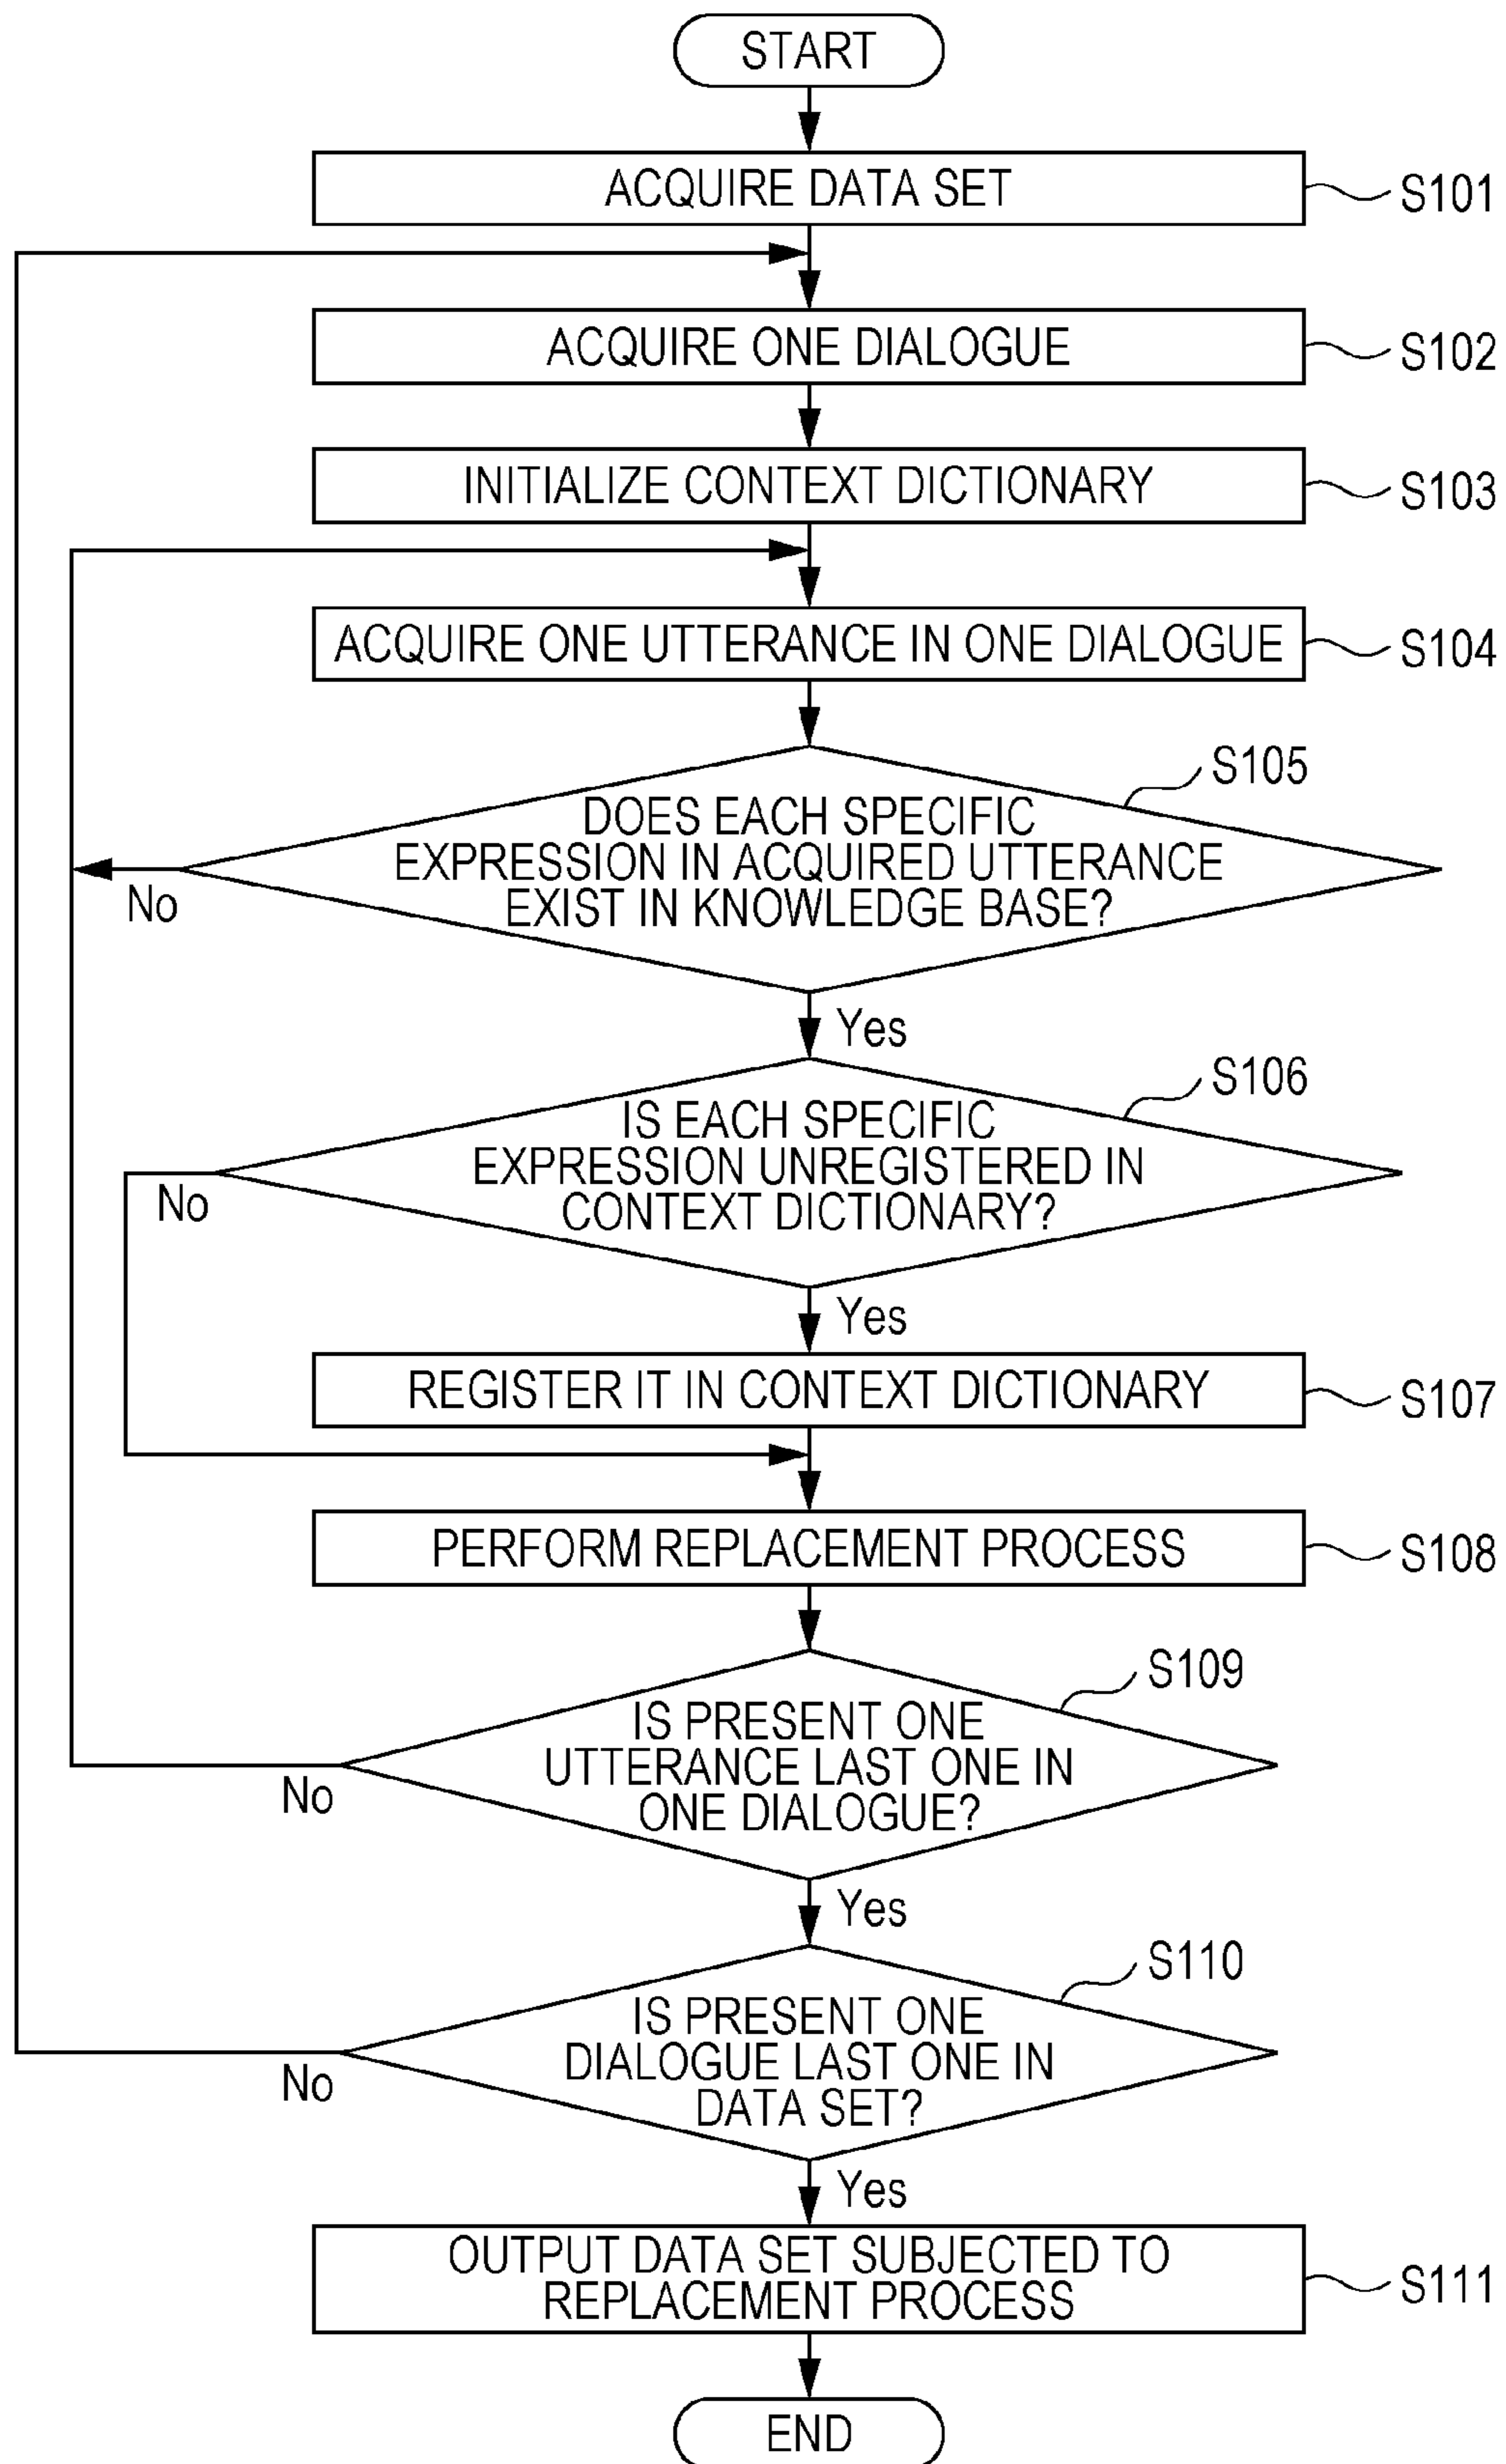 START
ACQUIRE DATA SET
S101
ACQUIRE ONE DIALOGUE
S102
INITIALIZE CONTEXT DICTIONARY
S103
ACQUIRE ONE UTTERANCE IN ONE DIALOGUE
S104
S105
DOES EACH SPECIFIC
EXPRESSION IN ACQUIRED UTTERANCE
EXIST IN KNOWLEDGE BASE?
No
Yes
S106
IS EACH SPECIFIC
EXPRESSION UNREGISTERED IN
CONTEXT DICTIONARY?
No
Yes
REGISTER IT IN CONTEXT DICTIONARY
S107
PERFORM REPLACEMENT PROCESS
S108
S109
IS PRESENT ONE
UTTERANCE LAST ONE IN
ONE DIALOGUE?
No
Yes
S110
IS PRESENT ONE
DIALOGUE LAST ONE IN
DATA SET?
No
Yes
OUTPUT DATA SET SUBJECTED TO
REPLACEMENT PROCESS
S111
END